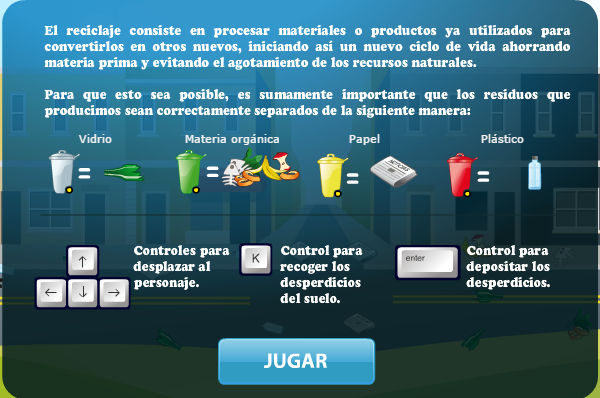 El reciclaje consiste en procesar materiales o productos ya utilizados para
convertirlos en otros nuevos, iniciando así un nuevo ciclo de vida ahorrando
materia prima y evitando el agotamiento de los recursos naturales.
Para que esto sea posible, es sumamente importante que los residuos que
producimos sean correctamente separados de la siguiente manera:
Vidrio Materia orgánica Papel Plástico
= = = =
↑
← ↓ →
Controles para
desplazar al
personaje.
K
Control para
recoger los
desperdicios
del suelo.
enter
Control para
depositar los
desperdicios.
JUGAR